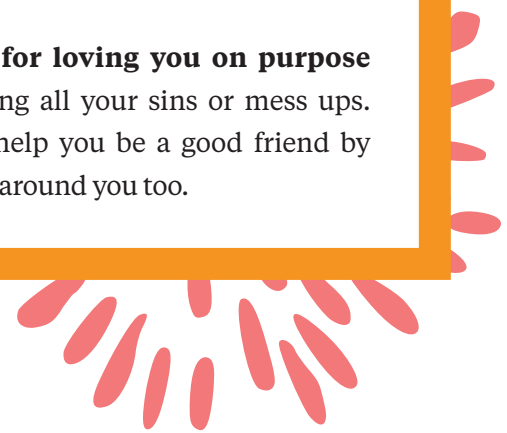 for loving you on purpose
ng all your sins or mess ups.
help you be a good friend by
around you too.